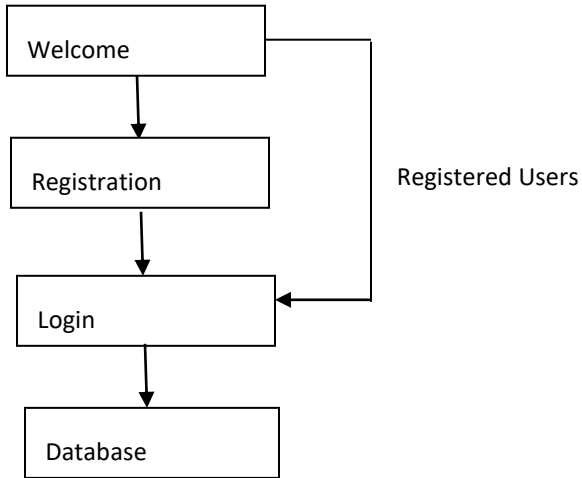 Welcome
Registration
Registered Users
Login
Database